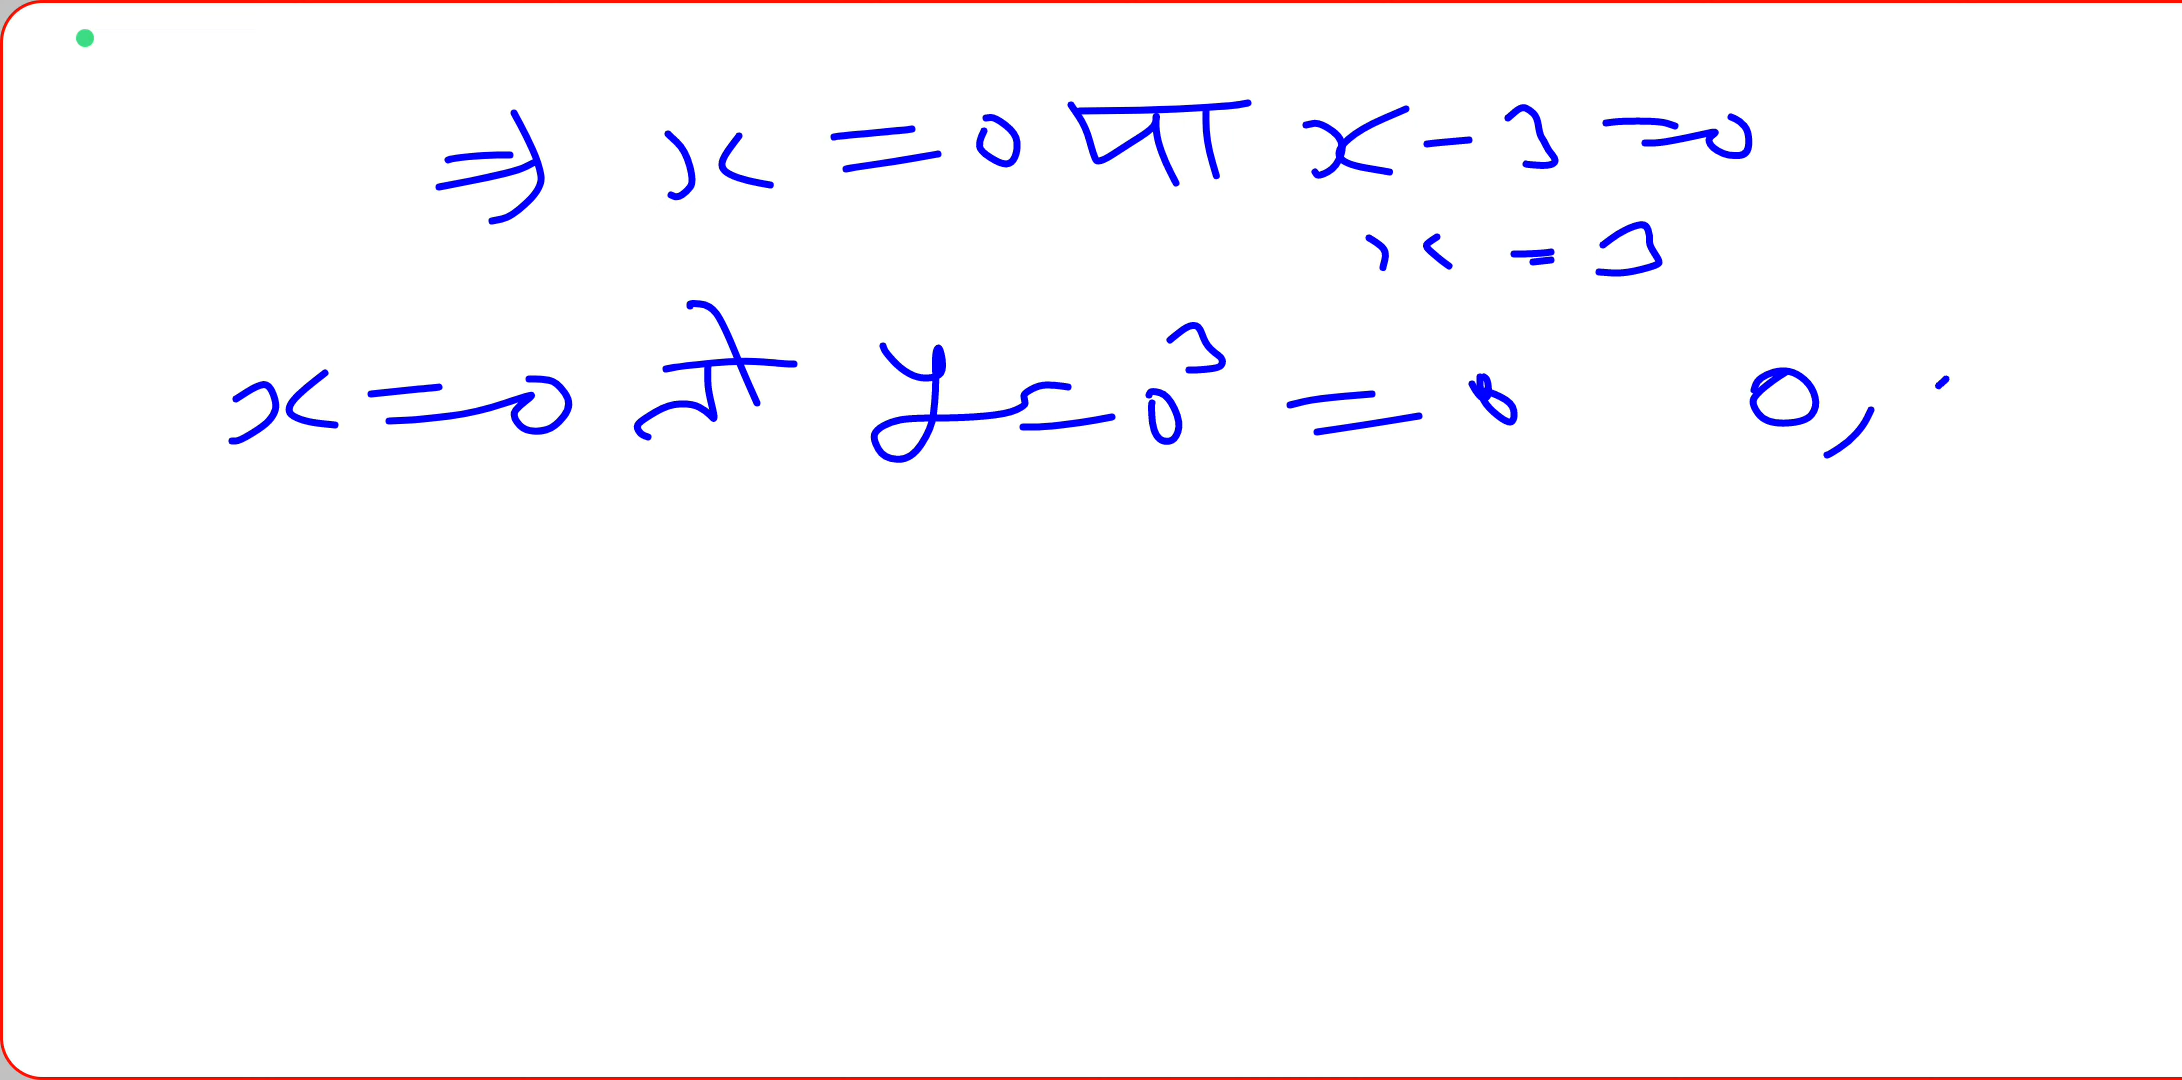 ⇒ x = 0 या x - 3 = 0
x = 3
x = 0 y = 0³ = 0 0,